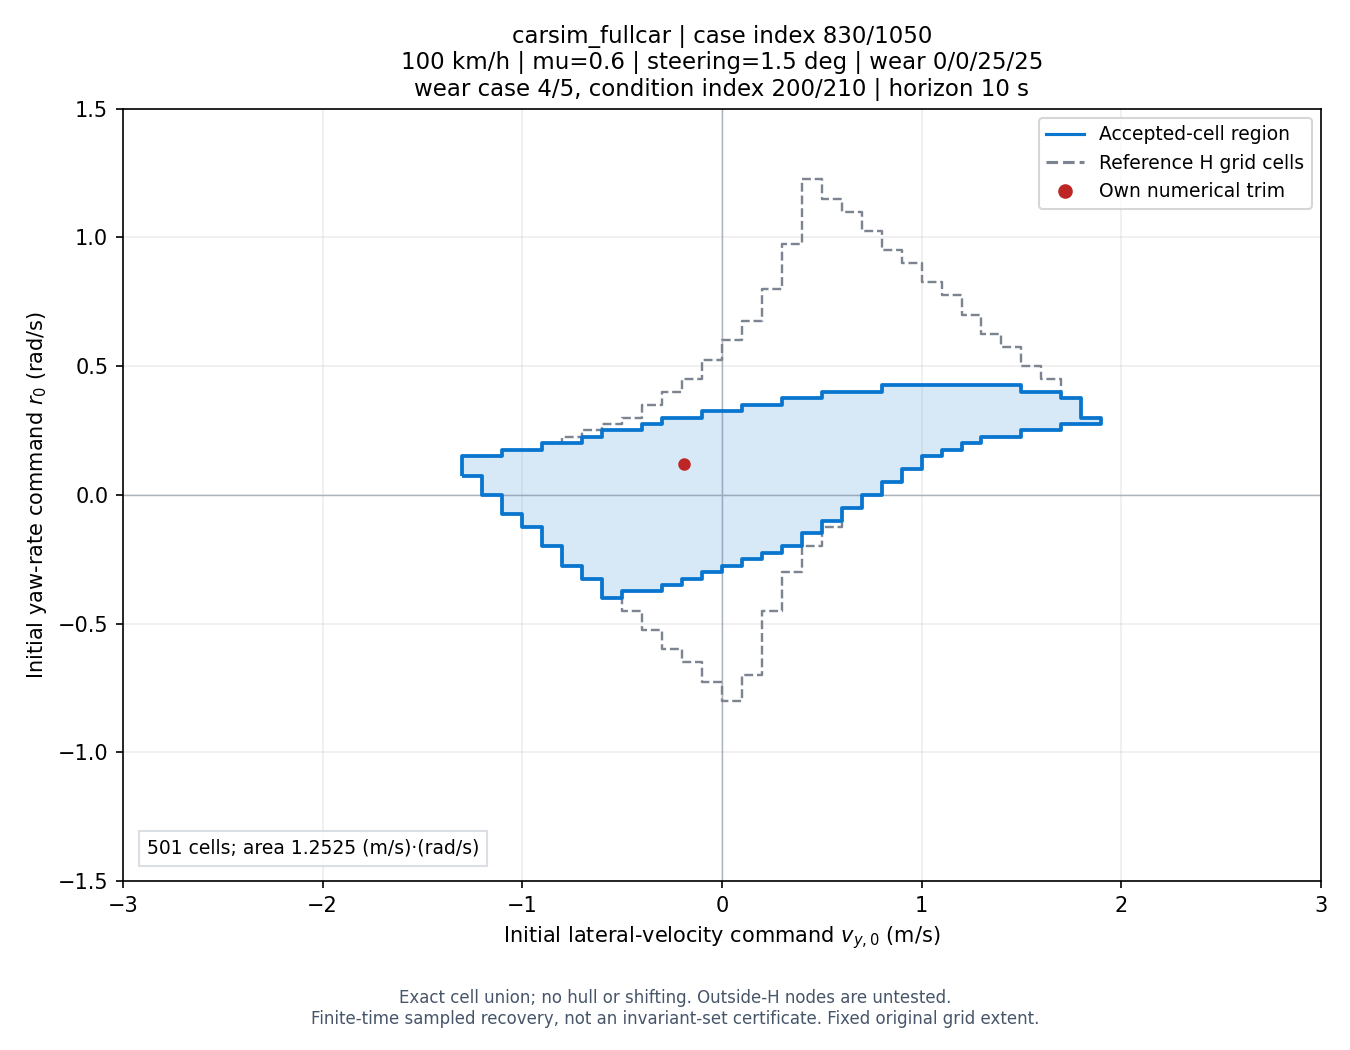 carsim_fullcar | case index 830/1050
100 km/h | mu=0.6 | steering=1.5 deg | wear 0/0/25/25
wear case 4/5, condition index 200/210 | horizon 10 s
Accepted-cell region
Reference H grid cells
Own numerical trim
1.5
1.0
0.5
0.0
−0.5
−1.0
−1.5
Initial yaw-rate command r₀ (rad/s)
501 cells; area 1.2525 (m/s)·(rad/s)
−3
−2
−1
0
1
2
3
Initial lateral-velocity command v_{y,0} (m/s)
Exact cell union; no hull or shifting. Outside-H nodes are untested.
Finite-time sampled recovery, not an invariant-set certificate. Fixed original grid extent.